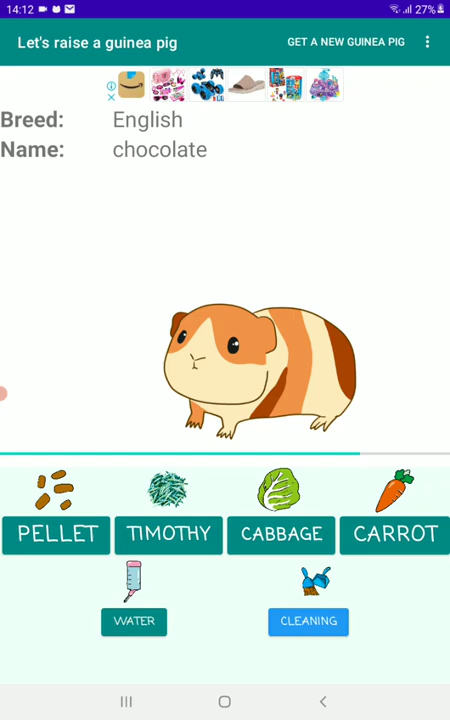 14:12
27%
Let's raise a guinea pig
GET A NEW GUINEA PIG
Breed: English
Name: chocolate
PELLET TIMOTHY CABBAGE CARROT
WATER CLEANING